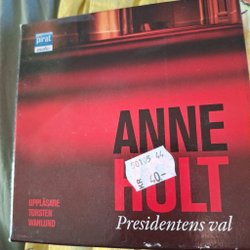 pirat
ANNE
HOLT
40:-
Presidentens val
UPPLÄSARE
TORSTEN
WAHLUND